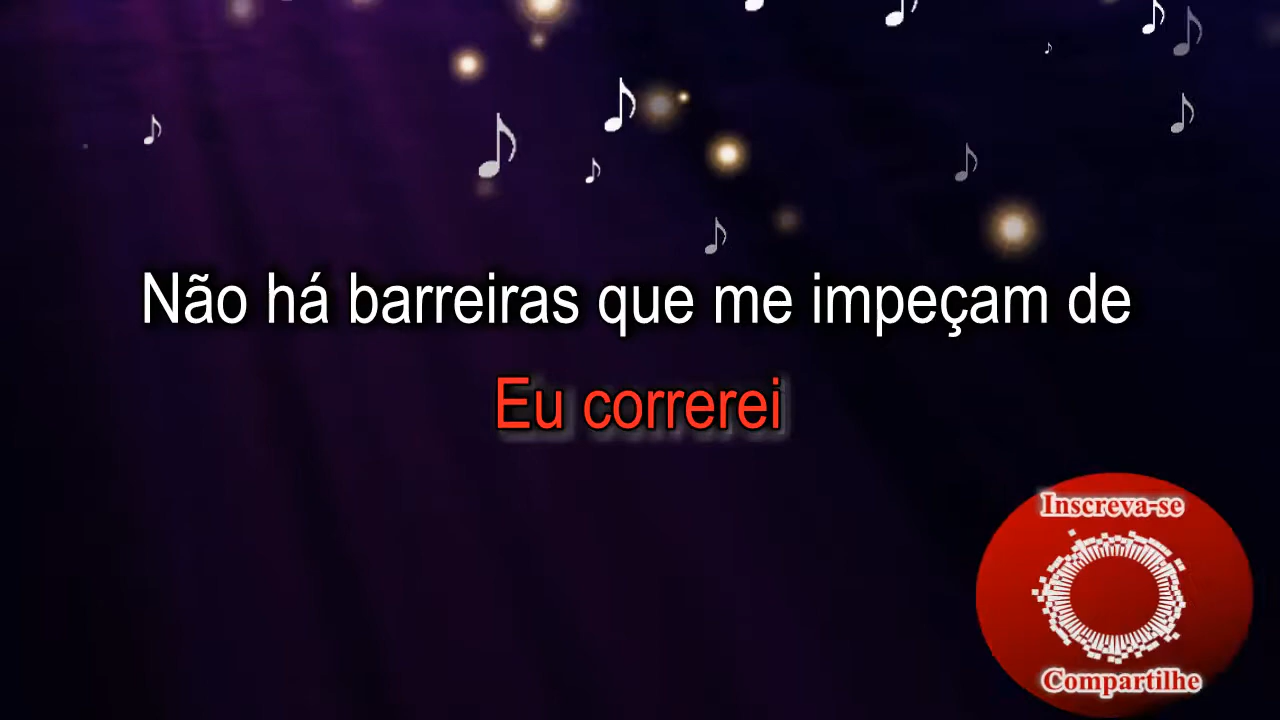 Não há barreiras que me impeçam de
Eu correrei
Inscreva-se
Compartilhe